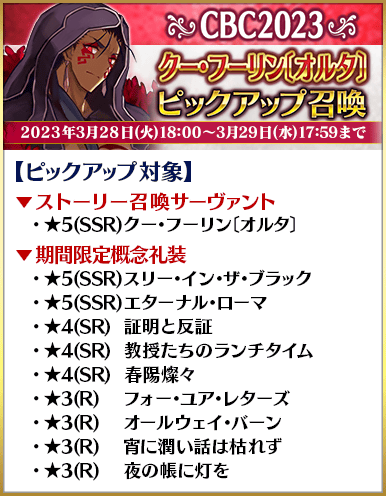 CBC2023
クー・フーリン〔オルタ〕
ピックアップ召喚
2023年3月28日(火)18:00～3月29日(水)17:59まで
【ピックアップ対象】
▼ストーリー召喚サーヴァント
・★5(SSR)クー・フーリン〔オルタ〕
▼期間限定概念礼装
・★5(SSR)スリー・イン・ザ・ブラック
・★5(SSR)エターナル・ローマ
・★4(SR) 証明と反証
・★4(SR) 教授たちのランチタイム
・★4(SR) 春陽燦々
・★3(R) フォー・ユア・レターズ
・★3(R) オールウェイ・バーン
・★3(R) 宵に潤い話は枯れず
・★3(R) 夜の帳に灯を